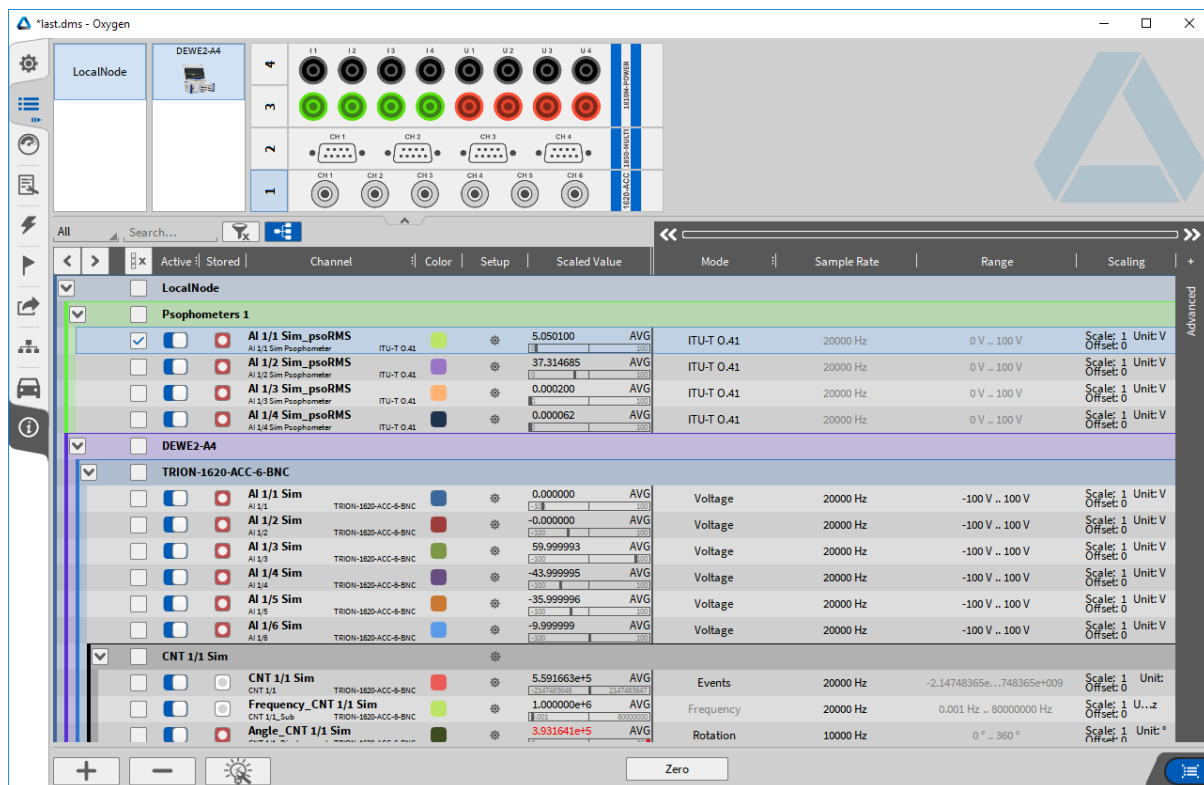 *last.dms - Oxygen
LocalNode
DEWE2-A4
4
I 1 I 2 I 3 I 4 U 1 U 2 U 3 U 4
1810M-POWER
3
2
CH 1 CH 2 CH 3 CH 4
1850-MULTI
1
CH 1 CH 2 CH 3 CH 4 CH 5 CH 6
1620-ACC
All Search...
Active Stored Channel Color Setup Scaled Value Mode Sample Rate Range Scaling +
Advanced
LocalNode
Psophometers 1
AI 1/1 Sim_psoRMS 5.050100 AVG ITU-T O.41 20000 Hz 0 V .. 100 V Scale: 1 Unit: V
AI 1/1 Sim Psophometer ITU-T O.41 0 100 Offset: 0
AI 1/2 Sim_psoRMS 37.314685 AVG ITU-T O.41 20000 Hz 0 V .. 100 V Scale: 1 Unit: V
AI 1/2 Sim Psophometer ITU-T O.41 0 100 Offset: 0
AI 1/3 Sim_psoRMS 0.000200 AVG ITU-T O.41 20000 Hz 0 V .. 100 V Scale: 1 Unit: V
AI 1/3 Sim Psophometer ITU-T O.41 100 Offset: 0
AI 1/4 Sim_psoRMS 0.000062 AVG ITU-T O.41 20000 Hz 0 V .. 100 V Scale: 1 Unit: V
AI 1/4 Sim Psophometer ITU-T O.41 100 Offset: 0
DEWE2-A4
TRION-1620-ACC-6-BNC
AI 1/1 Sim 0.000000 AVG Voltage 20000 Hz -100 V .. 100 V Scale: 1 Unit: V
AI 1/1 TRION-1620-ACC-6-BNC 100 Offset: 0
AI 1/2 Sim -0.000000 AVG Voltage 20000 Hz -100 V .. 100 V Scale: 1 Unit: V
AI 1/2 TRION-1620-ACC-6-BNC -100 100 Offset: 0
AI 1/3 Sim 59.999993 AVG Voltage 20000 Hz -100 V .. 100 V Scale: 1 Unit: V
AI 1/3 TRION-1620-ACC-6-BNC -100 100 Offset: 0
AI 1/4 Sim -43.999995 AVG Voltage 20000 Hz -100 V .. 100 V Scale: 1 Unit: V
AI 1/4 TRION-1620-ACC-6-BNC -100 100 Offset: 0
AI 1/5 Sim -35.999996 AVG Voltage 20000 Hz -100 V .. 100 V Scale: 1 Unit: V
AI 1/5 TRION-1620-ACC-6-BNC -100 100 Offset: 0
AI 1/6 Sim -9.999999 AVG Voltage 20000 Hz -100 V .. 100 V Scale: 1 Unit: V
AI 1/6 TRION-1620-ACC-6-BNC -100 100 Offset: 0
CNT 1/1 Sim
CNT 1/1 Sim 5.591663e+5 AVG Events 20000 Hz -2.14748365e...748365e+009 Scale: 1 Unit:
CNT 1/1 TRION-1620-ACC-6-BNC -2147483648 2147483647 Offset: 0
Frequency_CNT 1/1 Sim 1.000000e+6 AVG Frequency 20000 Hz 0.001 Hz .. 80000000 Hz Scale: 1 U...z
CNT 1/1_Sub TRION-1620-ACC-6-BNC 0.001 80000000 Offset: 0
Angle_CNT 1/1 Sim 3.931641e+5 AVG Rotation 10000 Hz 0 ° .. 360 ° Scale: 1 Unit: °
Offset: 0
Zero